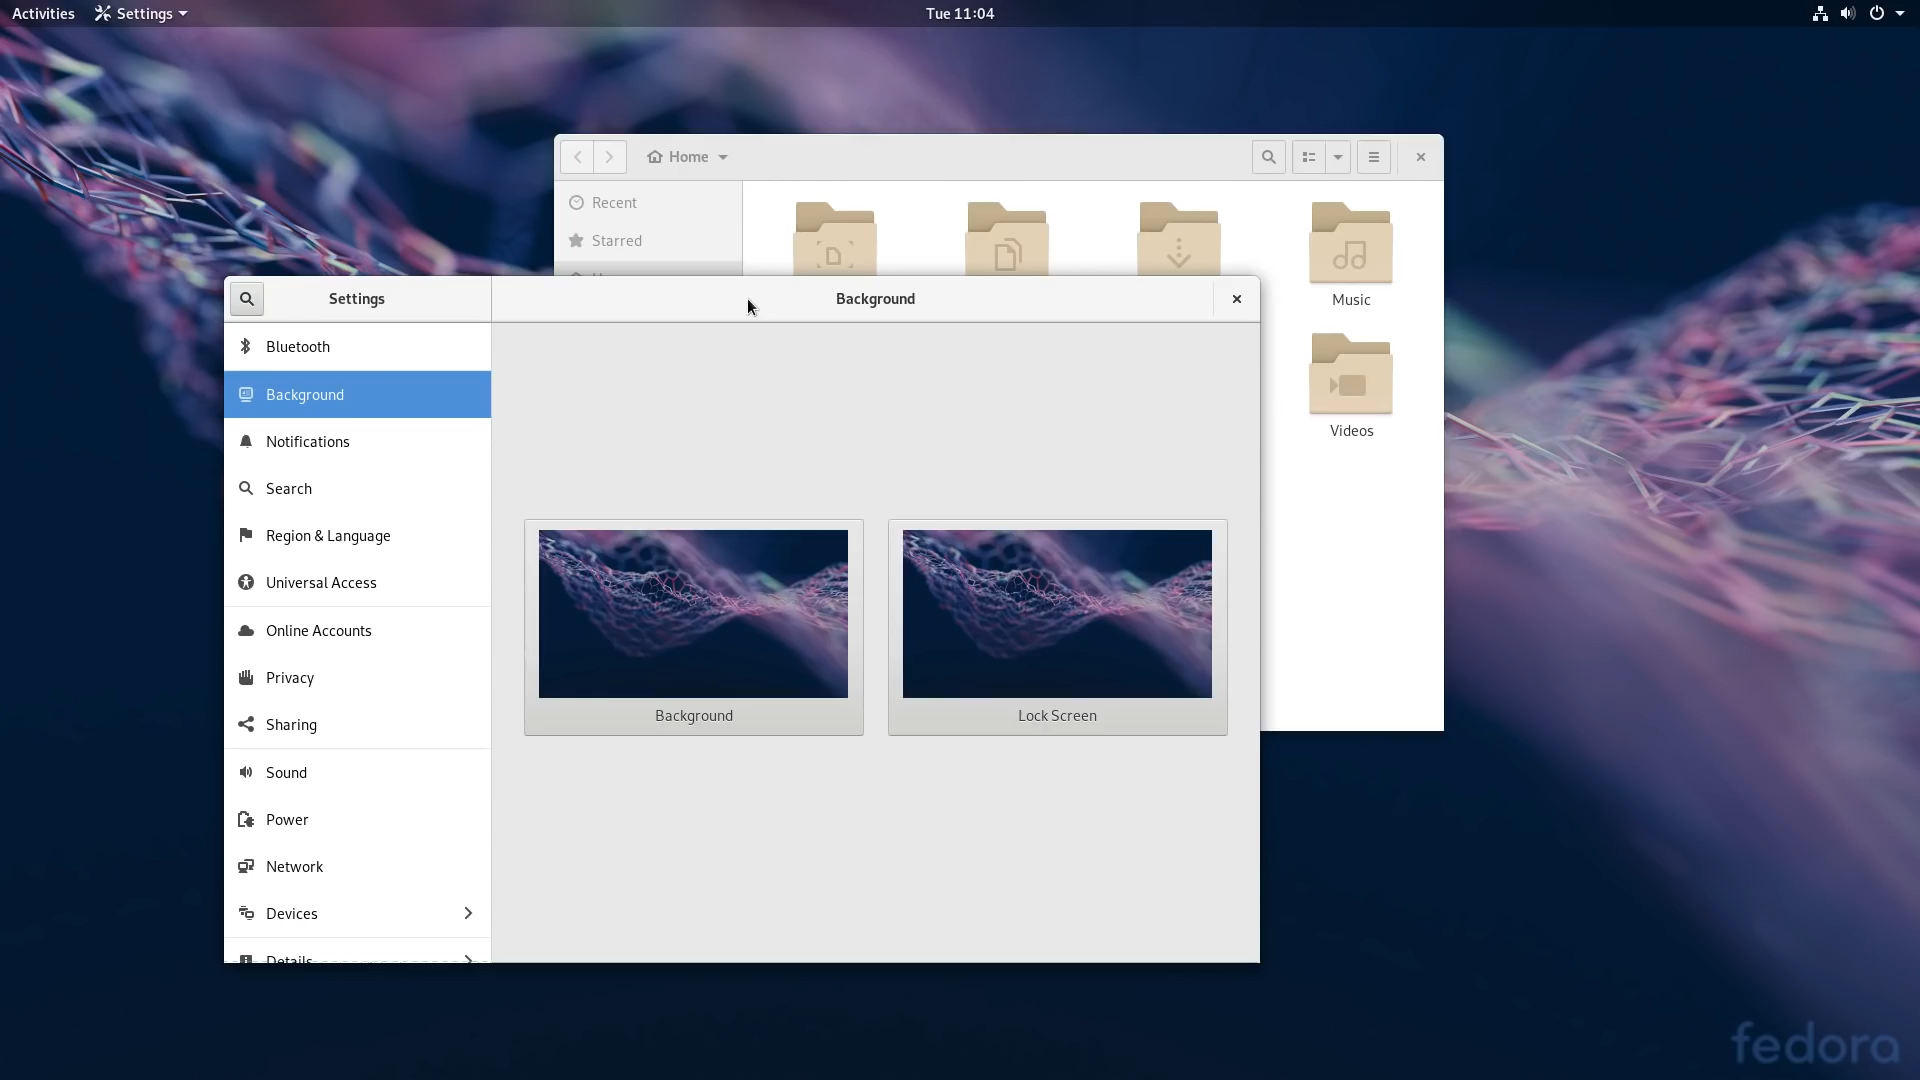 Activities
Settings
Tue 11:04
Home
Recent
Starred
Music
Videos
Settings
Background
Bluetooth
Background
Notifications
Search
Region & Language
Universal Access
Online Accounts
Privacy
Sharing
Sound
Power
Network
Devices
Details
Background
Lock Screen
fedora